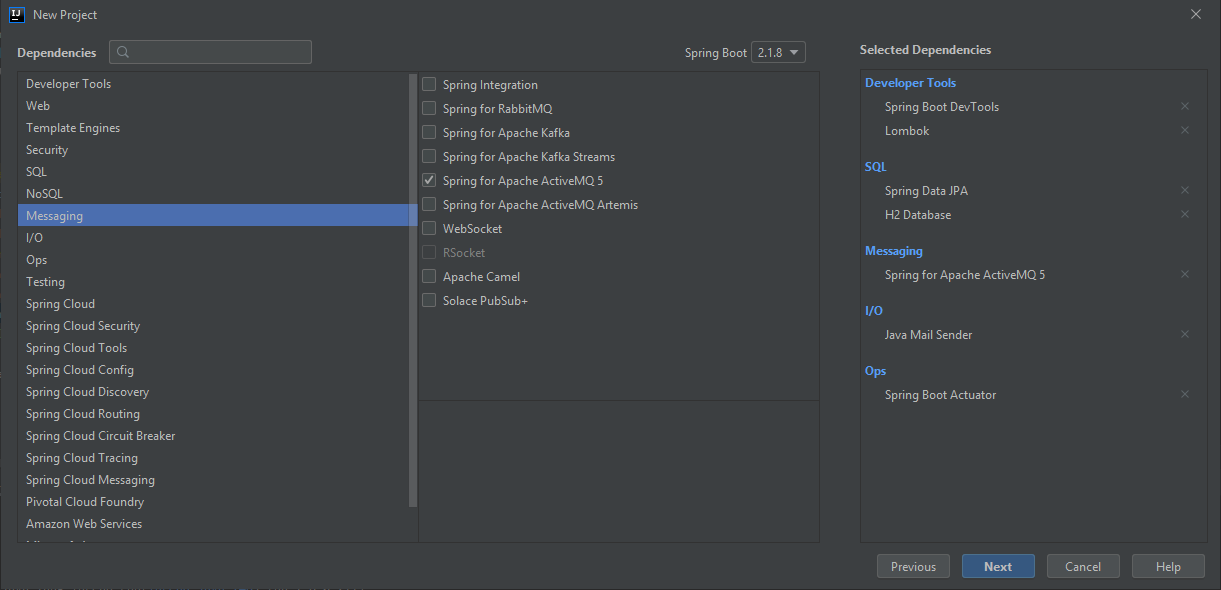 New Project
Dependencies
Spring Boot 2.1.8
Selected Dependencies
Developer Tools
Web
Template Engines
Security
SQL
NoSQL
Messaging
I/O
Ops
Testing
Spring Cloud
Spring Cloud Security
Spring Cloud Tools
Spring Cloud Config
Spring Cloud Discovery
Spring Cloud Routing
Spring Cloud Circuit Breaker
Spring Cloud Tracing
Spring Cloud Messaging
Pivotal Cloud Foundry
Amazon Web Services
Spring Integration
Spring for RabbitMQ
Spring for Apache Kafka
Spring for Apache Kafka Streams
Spring for Apache ActiveMQ 5
Spring for Apache ActiveMQ Artemis
WebSocket
RSocket
Apache Camel
Solace PubSub+
Developer Tools
Spring Boot DevTools
Lombok
SQL
Spring Data JPA
H2 Database
Messaging
Spring for Apache ActiveMQ 5
I/O
Java Mail Sender
Ops
Spring Boot Actuator
Previous
Next
Cancel
Help